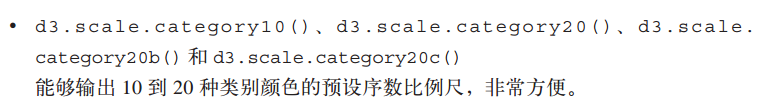 • d3.scale.category10()、d3.scale.category20()、d3.scale.
category20b() 和 d3.scale.category20c()
能够输出 10 到 20 种类别颜色的预设序数比例尺，非常方便。